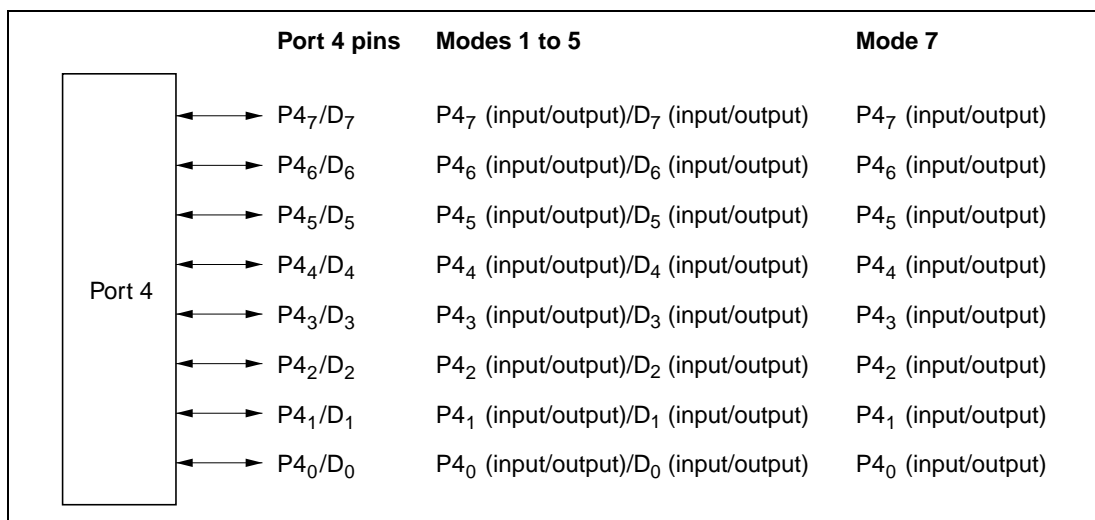 Port 4 pins Modes 1 to 5 Mode 7
P4₇/D₇ P4₇ (input/output)/D₇ (input/output) P4₇ (input/output)
P4₆/D₆ P4₆ (input/output)/D₆ (input/output) P4₆ (input/output)
P4₅/D₅ P4₅ (input/output)/D₅ (input/output) P4₅ (input/output)
P4₄/D₄ P4₄ (input/output)/D₄ (input/output) P4₄ (input/output)
Port 4
P4₃/D₃ P4₃ (input/output)/D₃ (input/output) P4₃ (input/output)
P4₂/D₂ P4₂ (input/output)/D₂ (input/output) P4₂ (input/output)
P4₁/D₁ P4₁ (input/output)/D₁ (input/output) P4₁ (input/output)
P4₀/D₀ P4₀ (input/output)/D₀ (input/output) P4₀ (input/output)